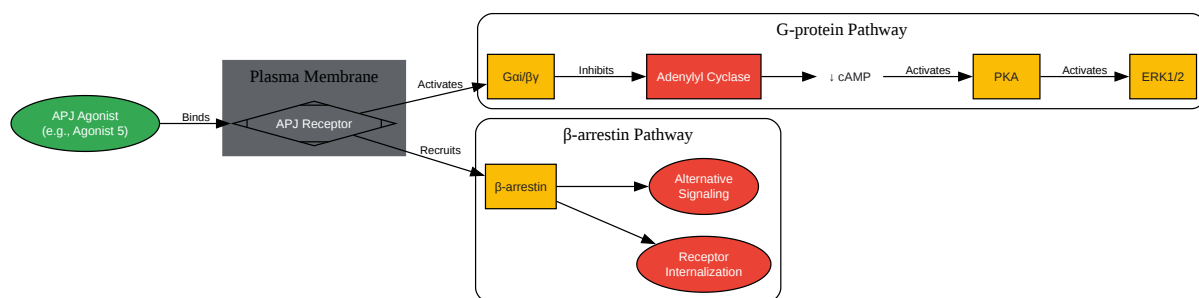 G-protein Pathway
Plasma Membrane
Gαi/βγ
Inhibits
Adenylyl Cyclase
↓ cAMP
Activates
PKA
Activates
ERK1/2
Activates
APJ Agonist
(e.g., Agonist 5)
Binds
APJ Receptor
Recruits
β-arrestin Pathway
β-arrestin
Alternative
Signaling
Receptor
Internalization